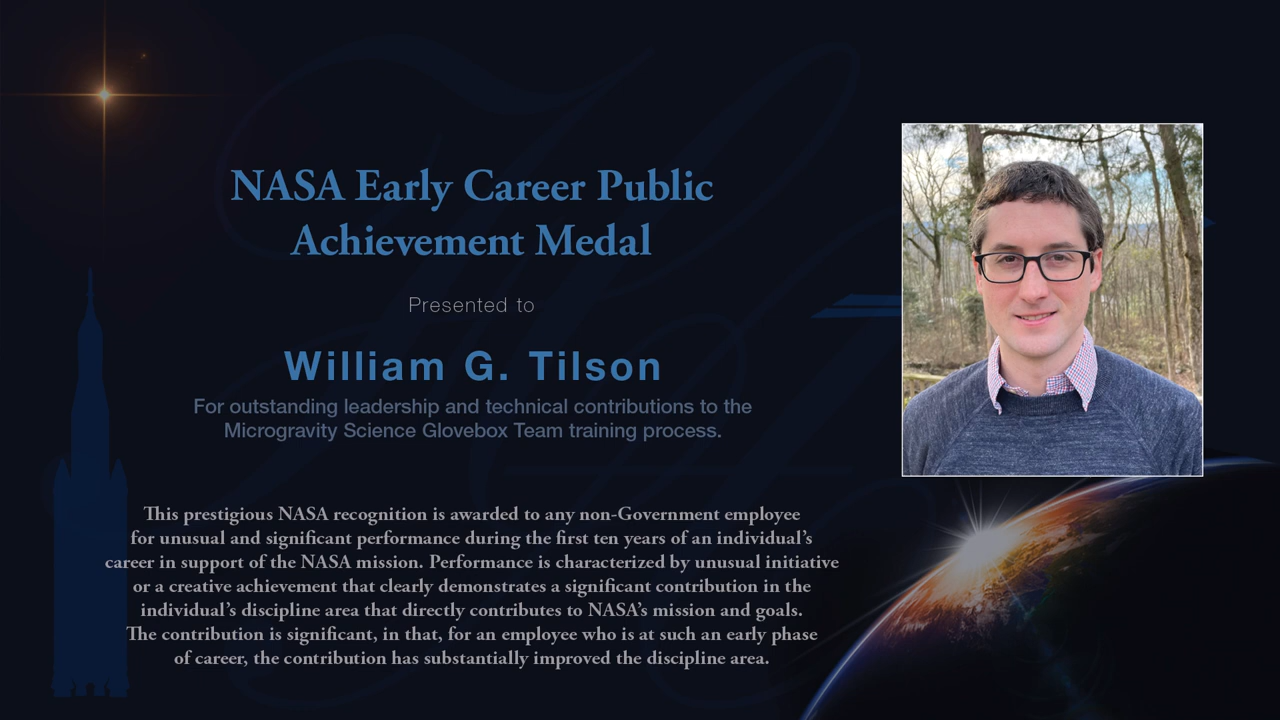 NASA Early Career Public
Achievement Medal
Presented to
William G. Tilson
For outstanding leadership and technical contributions to the
Microgravity Science Glovebox Team training process.
This prestigious NASA recognition is awarded to any non-Government employee
for unusual and significant performance during the first ten years of an individual’s
career in support of the NASA mission. Performance is characterized by unusual initiative
or a creative achievement that clearly demonstrates a significant contribution in the
individual’s discipline area that directly contributes to NASA’s mission and goals.
The contribution is significant, in that, for an employee who is at such an early phase
of career, the contribution has substantially improved the discipline area.